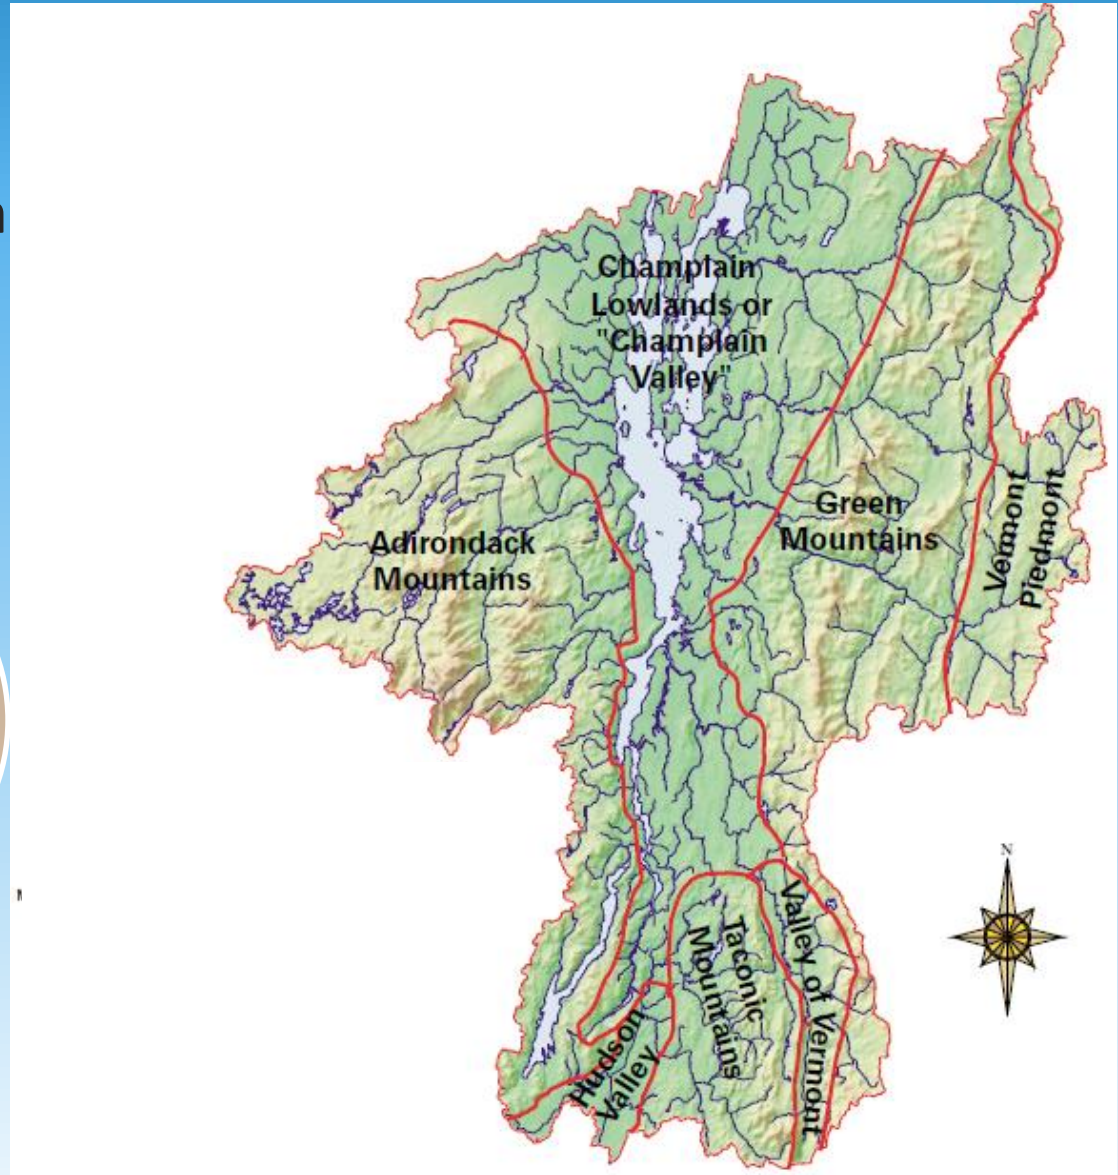 Champlain
Lowlands or
"Champlain
Valley"
Adirondack
Mountains
Green
Mountains
Vermont
Piedmont
N
Valley of Vermont
Taconic
Mountains
Hudson
Valley